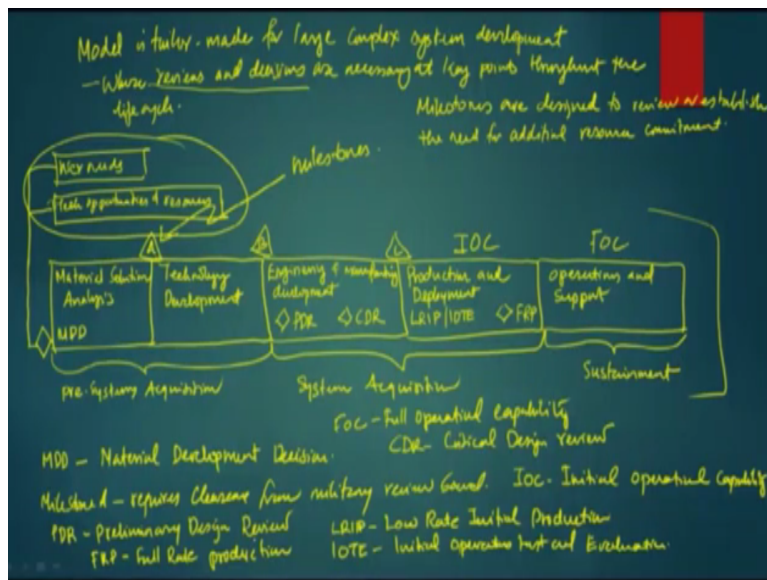 Model is tailor-made for large complex system development
- Whose reviews and decisions are necessary at key points throughout the
life cycle.
Milestones are designed to review or establish
the need for additional resource commitment.
milestones.
User needs
Tech opportunities & resources
A
B
C
IOC
FOC
Material Solution
Analysis
MDD
Technology
Development
Engineering & manufacturing
development
PDR
CDR
Production and
Deployment
LRIP/IOTE
FRP
Operations and
Support
Pre-Systems Acquisition
System Acquisition
Sustainment
FOC - Full Operational Capability
CDR - Critical Design Review
MDD - Material Development Decision.
Milestone A - requires Clearance from military review board.
IOC - Initial Operational Capability
PDR - Preliminary Design Review
LRIP - Low Rate Initial Production
FRP - Full Rate production
IOTE - Initial Operations test and Evaluation.